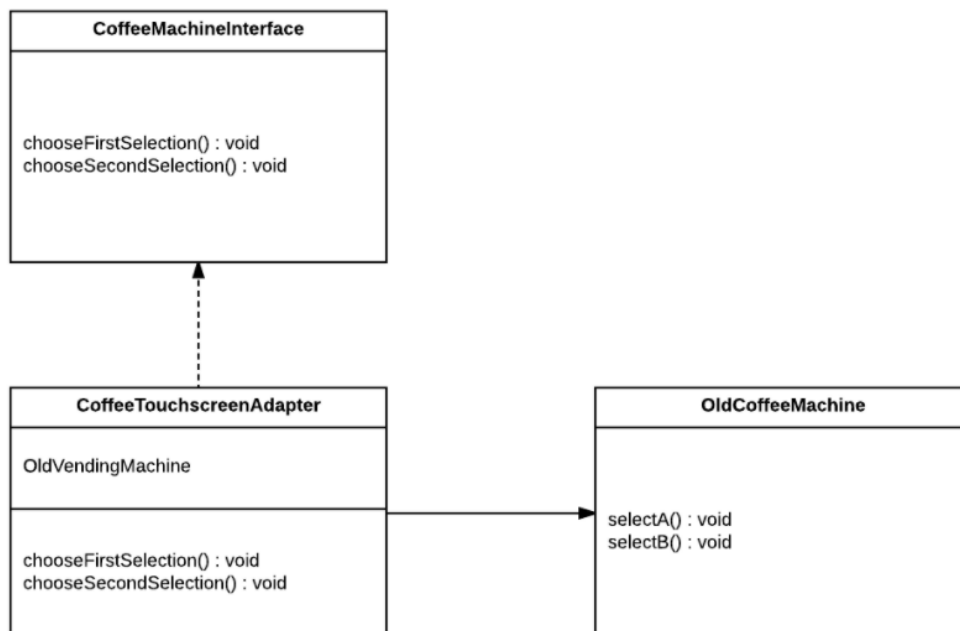 CoffeeMachineInterface
chooseFirstSelection() : void
chooseSecondSelection() : void
CoffeeTouchscreenAdapter
OldVendingMachine
chooseFirstSelection() : void
chooseSecondSelection() : void
OldCoffeeMachine
selectA() : void
selectB() : void